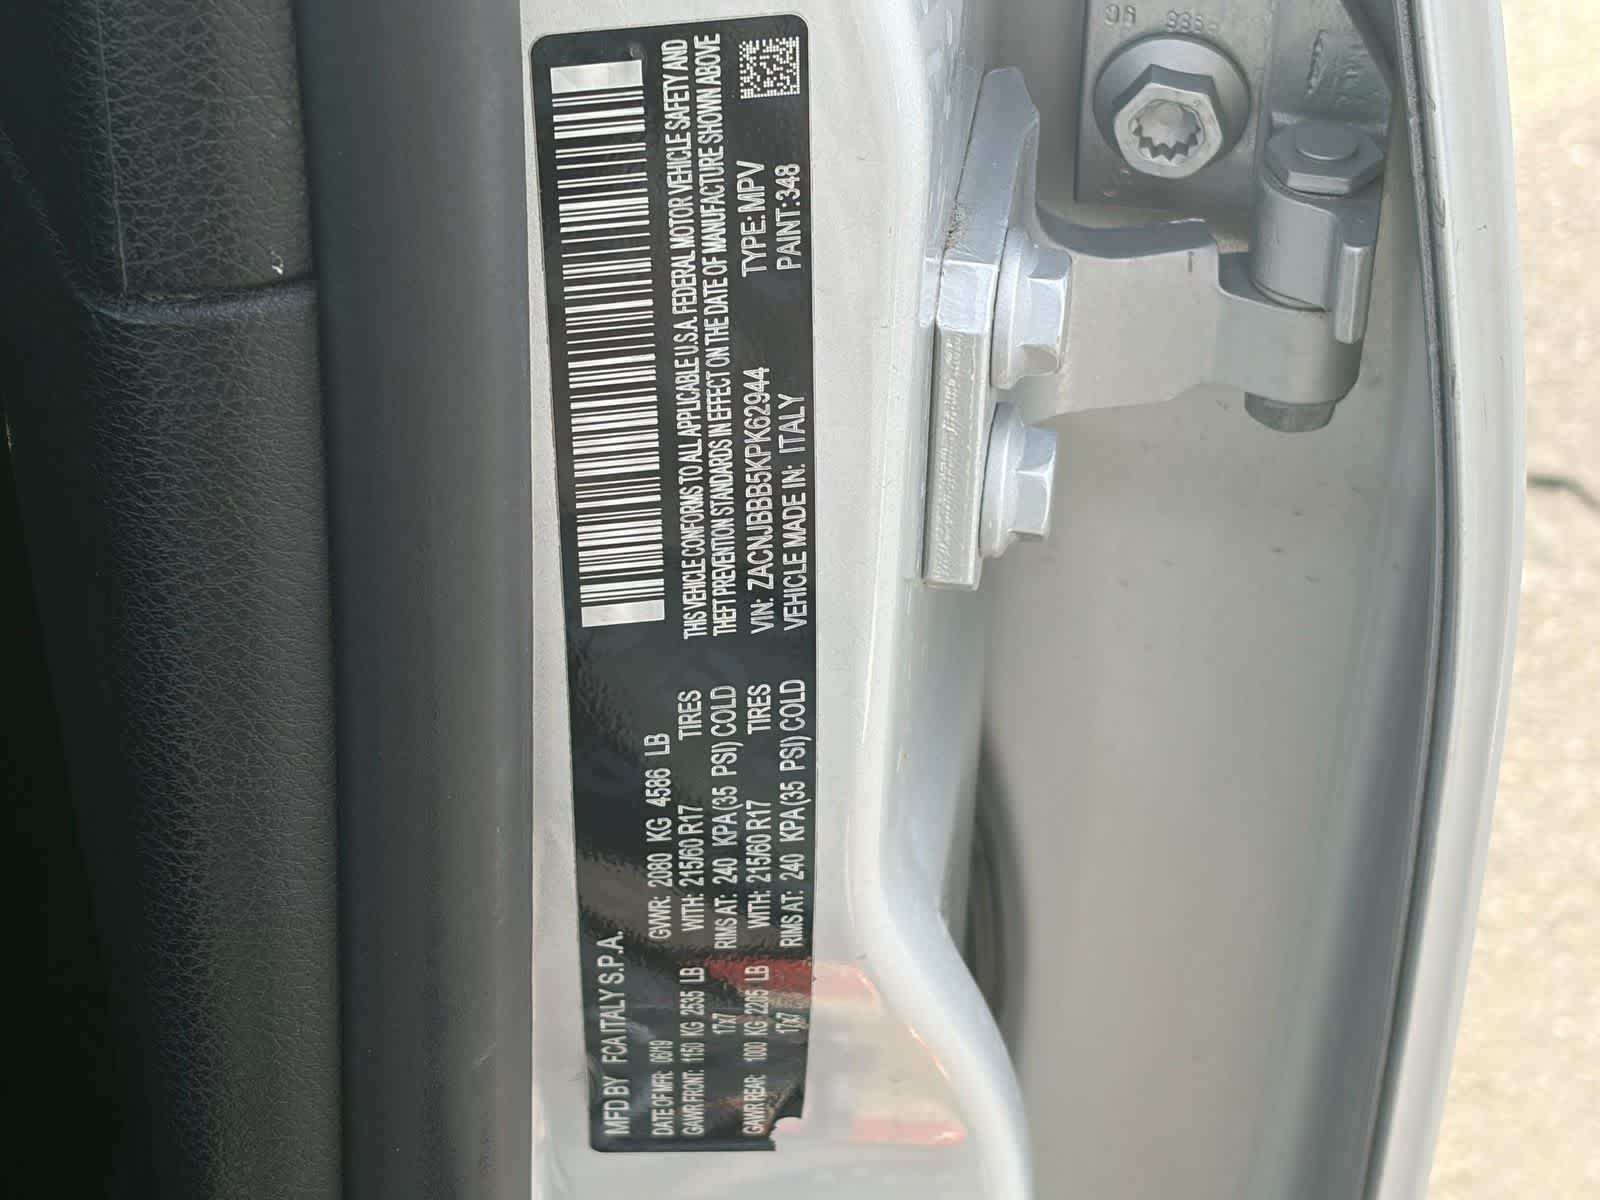 MFD BY FCA ITALY S.P.A.
DATE OF MFR: 06/19 GVWR: 2080 KG 4586 LB
GAWR FRONT: 1150 KG 2535 LB WITH: 215/60 R17 TIRES
17x7 RIMS AT: 240 KPA(35 PSI) COLD
GAWR REAR: 1000 KG 2205 LB WITH: 215/60 R17 TIRES
17x7 RIMS AT: 240 KPA(35 PSI) COLD
THIS VEHICLE CONFORMS TO ALL APPLICABLE U.S.A. FEDERAL MOTOR VEHICLE SAFETY AND
THEFT PREVENTION STANDARDS IN EFFECT ON THE DATE OF MANUFACTURE SHOWN ABOVE
VIN: ZACNJBBB5KPK62944 TYPE: MPV
VEHICLE MADE IN: ITALY PAINT: 348